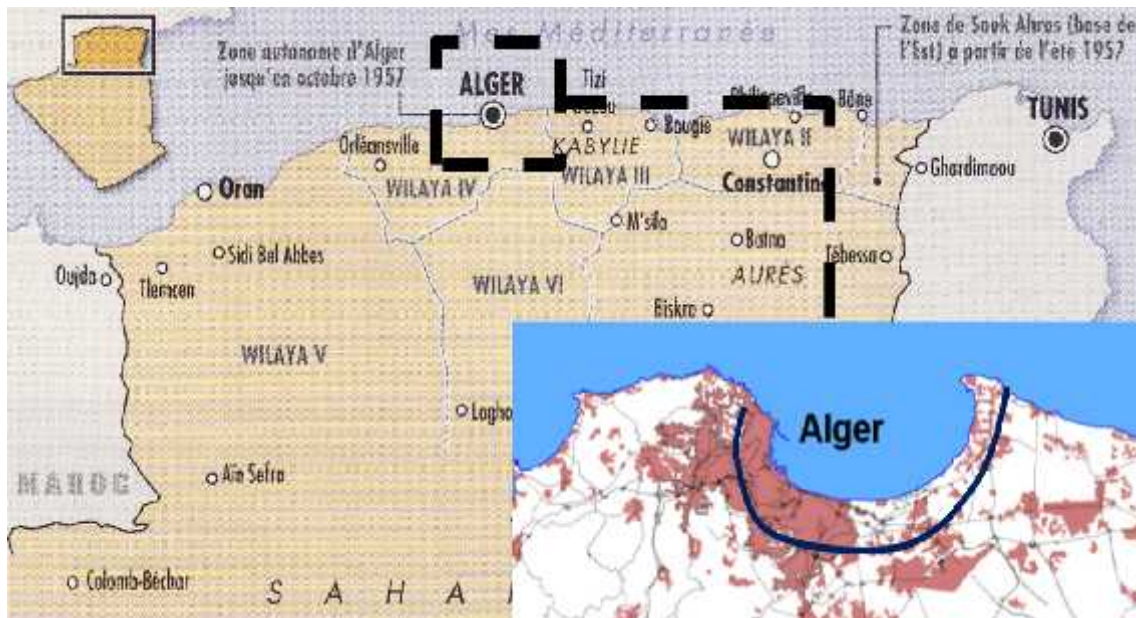 Mer Méditerranée
Zone autonome d'Alger
jusqu'en octobre 1957
Zone de Souk Ahras (base de
l'Est) a partir de l'été 1957
ALGER
Tizi
Bougie
Bône
TUNIS
Orléansville
KABYLIE
WILAYA II
Ghardimaou
Oran
WILAYA IV
WILAYA III
Constantine
M'sila
Sidi Bel Abbes
Batna
Tébessa
Oujda
Tlemcen
WILAYA VI
AURÈS
Biskra
WILAYA V
Alger
MAROC
Aïn Sefra
Colomb-Béchar